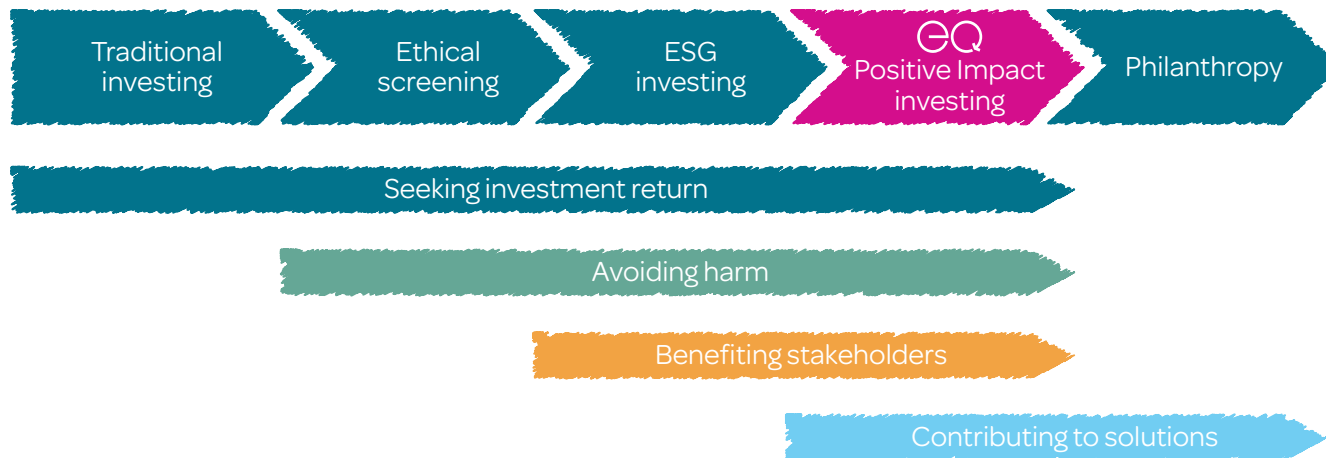 Traditional
investing
Ethical
screening
ESG
investing
EQ
Positive Impact
investing
Philanthropy
Seeking investment return
Avoiding harm
Benefiting stakeholders
Contributing to solutions